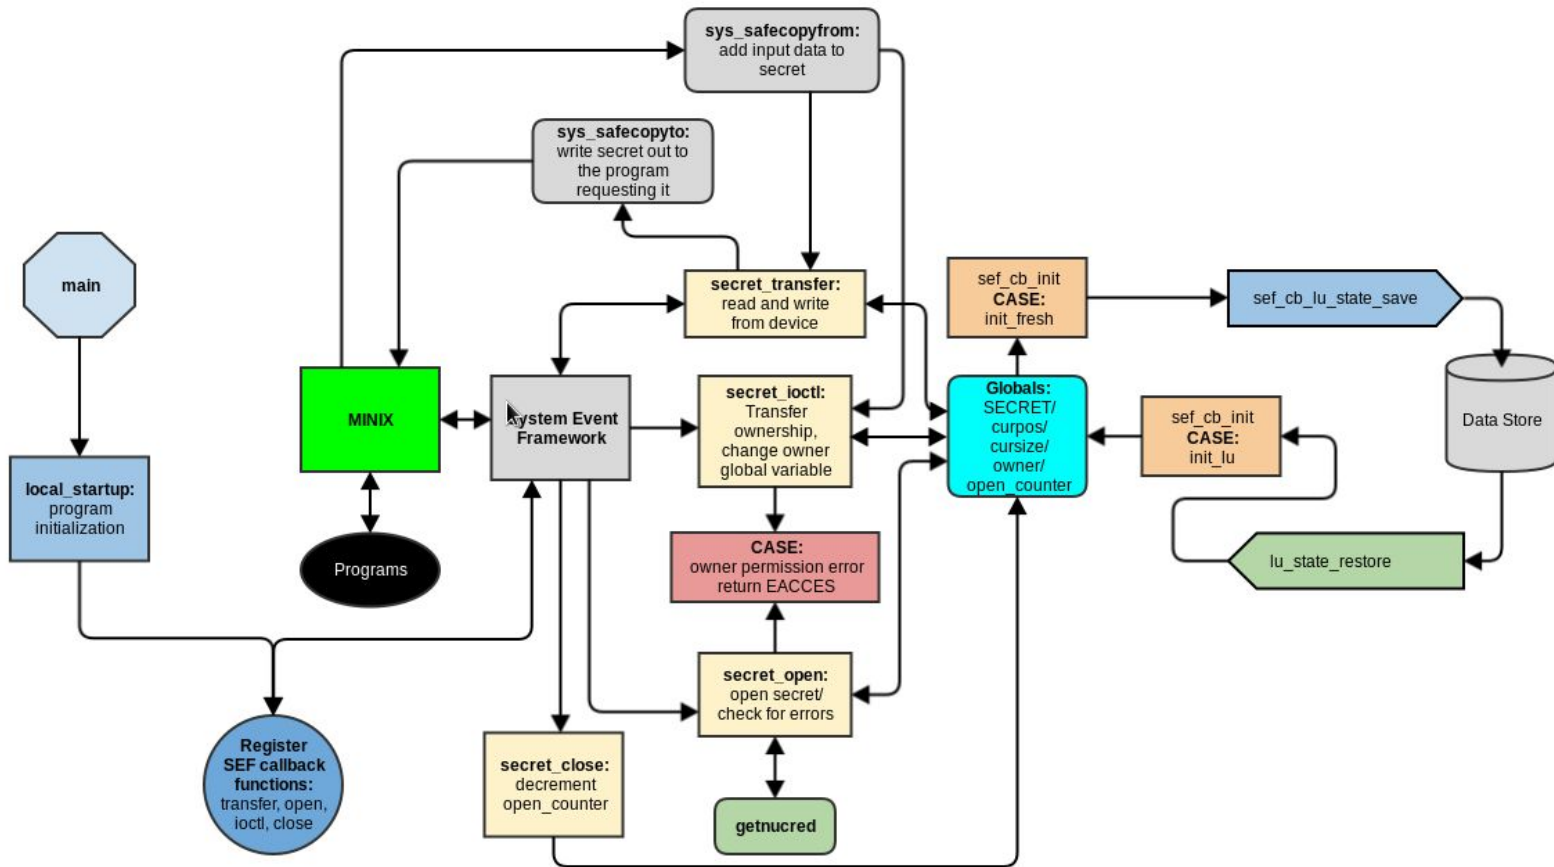 sys_safecopyfrom:
add input data to
secret
sys_safecopyto:
write secret out to
the program
requesting it
main
secret_transfer:
read and write
from device
sef_cb_init
CASE:
init_fresh
sef_cb_lu_state_save
MINIX
ystem Event
Framework
secret_ioctl:
Transfer
ownership,
change owner
global variable
Globals:
SECRET/
curpos/
cursize/
owner/
open_counter
sef_cb_init
CASE:
init_lu
Data Store
local_startup:
program
initialization
Programs
CASE:
owner permission error
return EACCES
lu_state_restore
secret_open:
open secret/
check for errors
Register
SEF callback
functions:
transfer, open,
ioctl, close
secret_close:
decrement
open_counter
getnucred